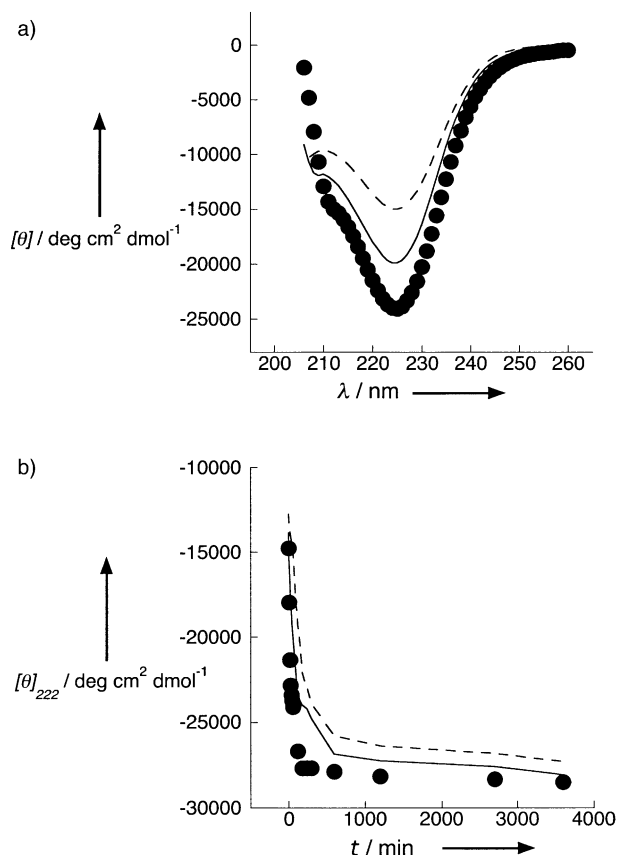 a)
0
-5000
-10000
-15000
-20000
-25000
[θ] / deg cm² dmol⁻¹
200 210 220 230 240 250 260
λ / nm
b)
-10000
-15000
-20000
-25000
-30000
[θ]₂₂₂ / deg cm² dmol⁻¹
0 1000 2000 3000 4000
t / min